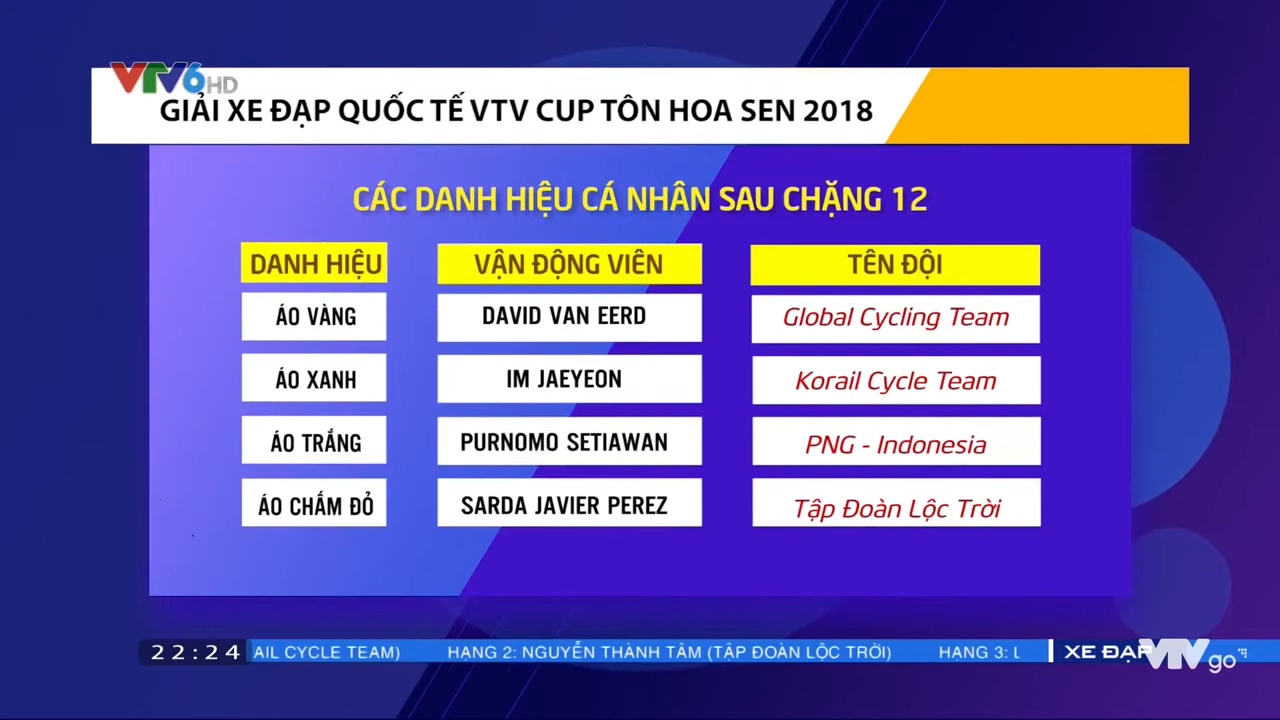 VTV6HD
GIẢI XE ĐẠP QUỐC TẾ VTV CUP TÔN HOA SEN 2018
CÁC DANH HIỆU CÁ NHÂN SAU CHẶNG 12
DANH HIỆU VẬN ĐỘNG VIÊN TÊN ĐỘI
ÁO VÀNG DAVID VAN EERD Global Cycling Team
ÁO XANH IM JAEYEON Korail Cycle Team
ÁO TRẮNG PURNOMO SETIAWAN PNG - Indonesia
ÁO CHẤM ĐỎ SARDA JAVIER PEREZ Tập Đoàn Lộc Trời
22:24 AIL CYCLE TEAM) HẠNG 2: NGUYỄN THÀNH TÂM (TẬP ĐOÀN LỘC TRỜI) HẠNG 3: L XE ĐẠP VTV go